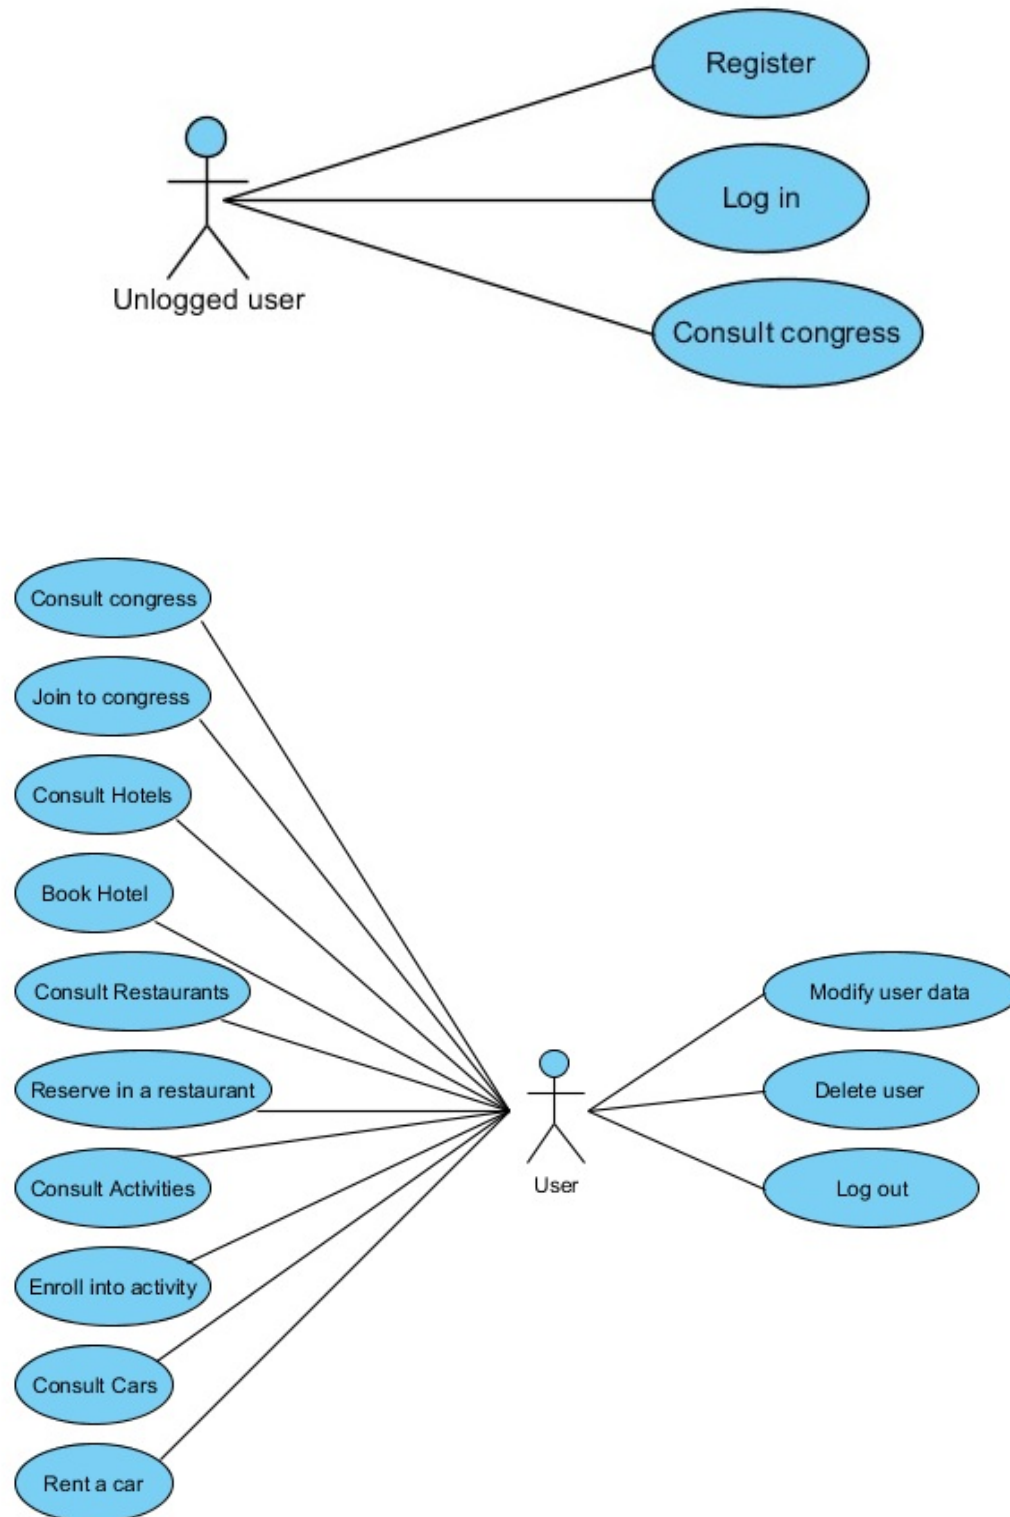 Register
Log in
Consult congress
Unlogged user
Consult congress
Join to congress
Consult Hotels
Book Hotel
Consult Restaurants
Reserve in a restaurant
Consult Activities
Enroll into activity
Consult Cars
Rent a car
User
Modify user data
Delete user
Log out